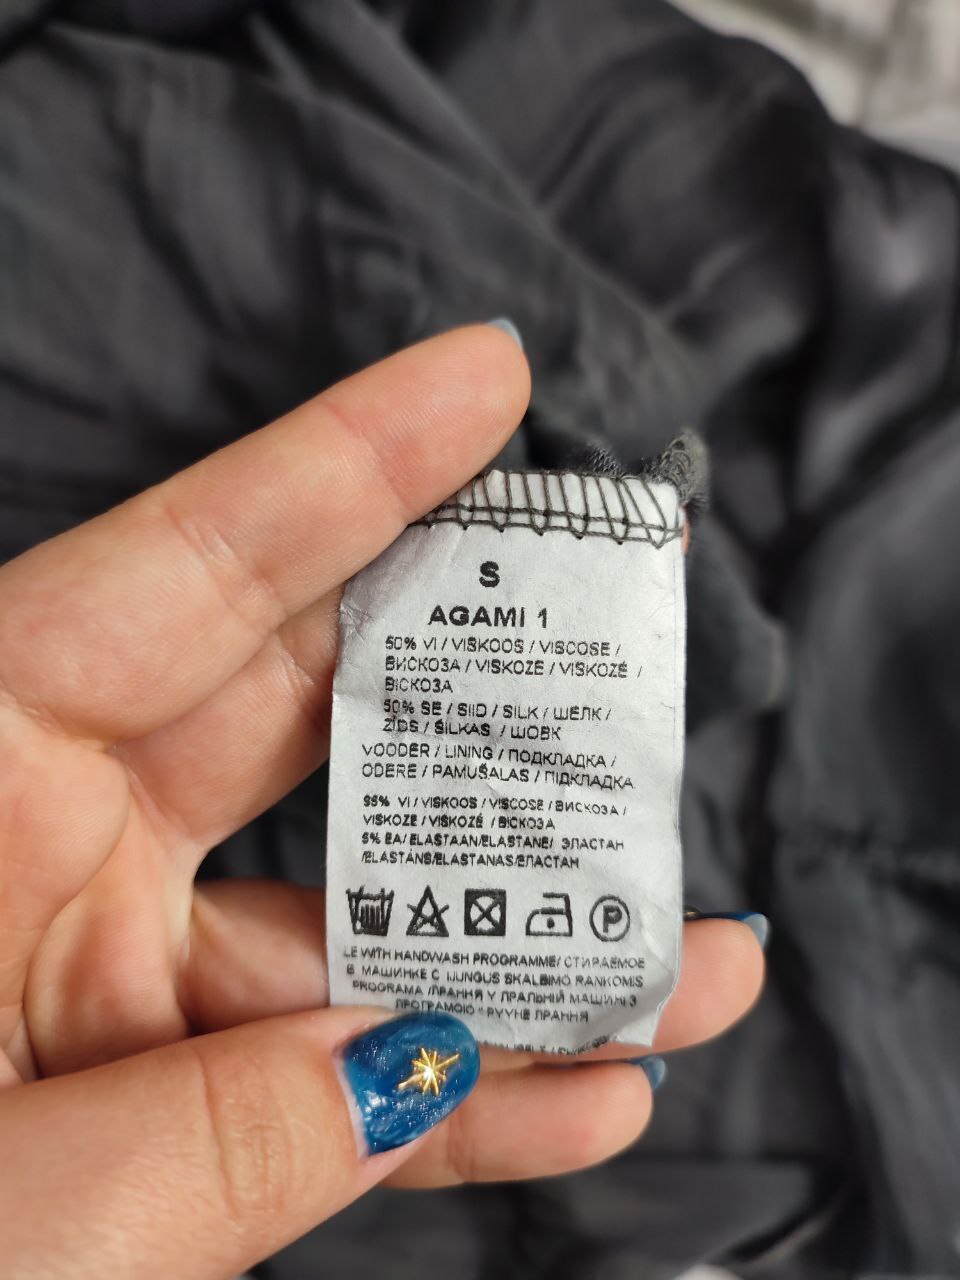 S
AGAMI 1
50% VI / VISKOOS / VISCOSE /
ВИСКОЗА / VISKOZE / VISKOZĖ /
ВІСКОЗА
50% SE / SIID / SILK / ШЕЛК /
ZĪDS / ŠILKAS / ШОВК
VOODER / LINING / ПОДКЛАДКА /
ODERE / PAMUŠALAS / ПІДКЛАДКА
95% VI / VISKOOS / VISCOSE / ВИСКОЗА /
VISKOZE / VISKOZĖ / ВІСКОЗА
5% EA/ ELASTAAN/ELASTANE/ ЭЛАСТАН
/ELASTĀNS/ELASTANAS/ЕЛАСТАН
P
LE WITH HANDWASH PROGRAMME/ СТИРАЕМОЕ
В МАШИНКЕ С SKALBIMO RANKOMIS
PROGRAMA /ПРАННЯ У ПРАЛЬНІЙ МАШИНІ З
ПРОГРАМОЮ " РУЧНЕ ПРАННЯ